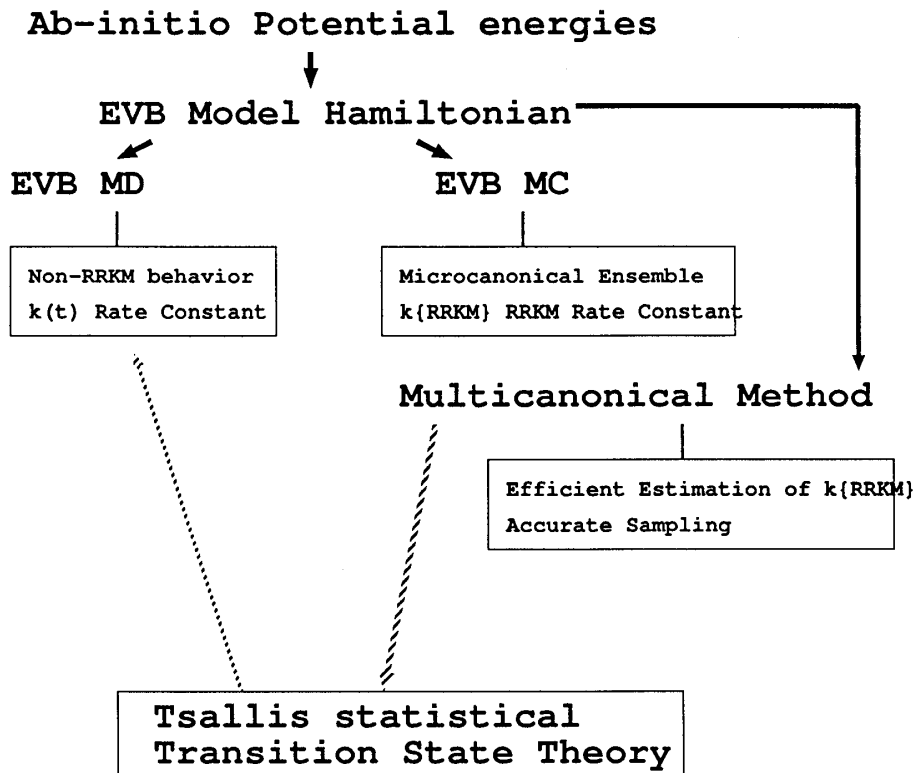 Ab-initio Potential energies
EVB Model Hamiltonian
EVB MD
EVB MC
Non-RRKM behavior
k(t) Rate Constant
Microcanonical Ensemble
k{RRKM} RRKM Rate Constant
Multicanonical Method
Efficient Estimation of k{RRKM}
Accurate Sampling
Tsallis statistical
Transition State Theory